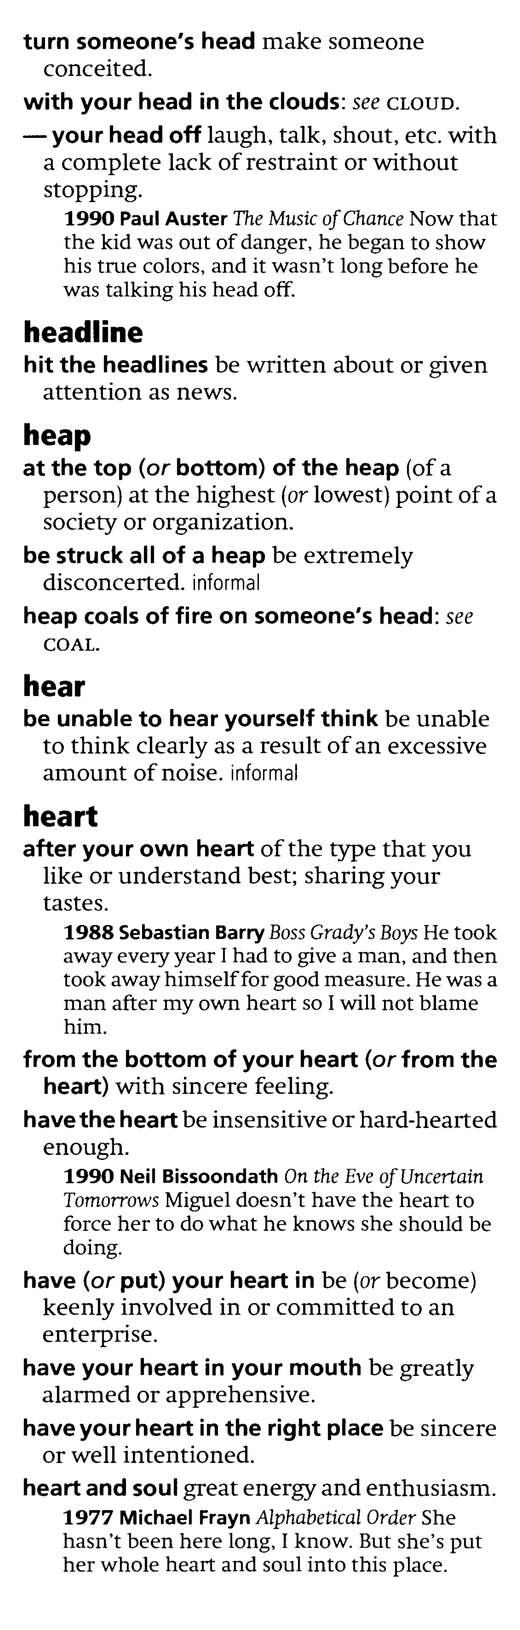 turn someone's head make someone
conceited.
with your head in the clouds: see CLOUD.
— your head off laugh, talk, shout, etc. with
a complete lack of restraint or without
stopping.
1990 Paul Auster The Music of Chance Now that
the kid was out of danger, he began to show
his true colors, and it wasn't long before he
was talking his head off.
headline
hit the headlines be written about or given
attention as news.
heap
at the top (or bottom) of the heap (of a
person) at the highest (or lowest) point of a
society or organization.
be struck all of a heap be extremely
disconcerted. informal
heap coals of fire on someone's head: see
COAL.
hear
be unable to hear yourself think be unable
to think clearly as a result of an excessive
amount of noise. informal
heart
after your own heart of the type that you
like or understand best; sharing your
tastes.
1988 Sebastian Barry Boss Grady's Boys He took
away every year I had to give a man, and then
took away himself for good measure. He was a
man after my own heart so I will not blame
him.
from the bottom of your heart (or from the
heart) with sincere feeling.
have the heart be insensitive or hard-hearted
enough.
1990 Neil Bissoondath On the Eve of Uncertain
Tomorrows Miguel doesn't have the heart to
force her to do what he knows she should be
doing.
have (or put) your heart in be (or become)
keenly involved in or committed to an
enterprise.
have your heart in your mouth be greatly
alarmed or apprehensive.
have your heart in the right place be sincere
or well intentioned.
heart and soul great energy and enthusiasm.
1977 Michael Frayn Alphabetical Order She
hasn't been here long, I know. But she's put
her whole heart and soul into this place.